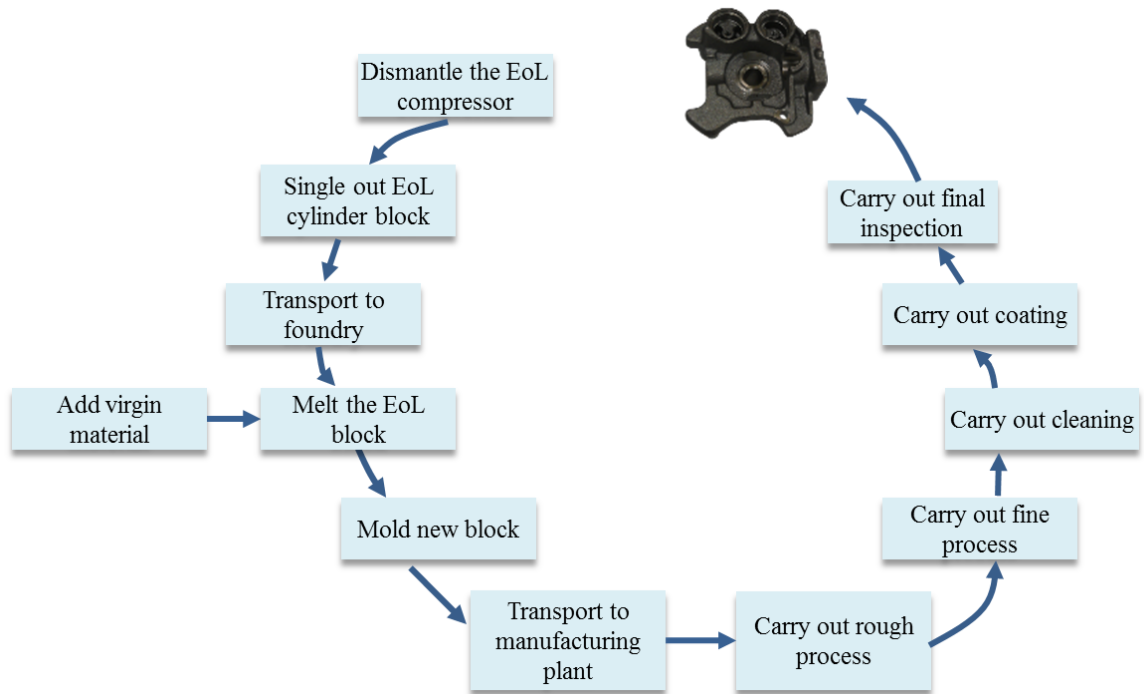 Dismantle the EoL
compressor
Single out EoL
cylinder block
Transport to
foundry
Add virgin
material
Melt the EoL
block
Mold new block
Transport to
manufacturing
plant
Carry out rough
process
Carry out fine
process
Carry out cleaning
Carry out coating
Carry out final
inspection